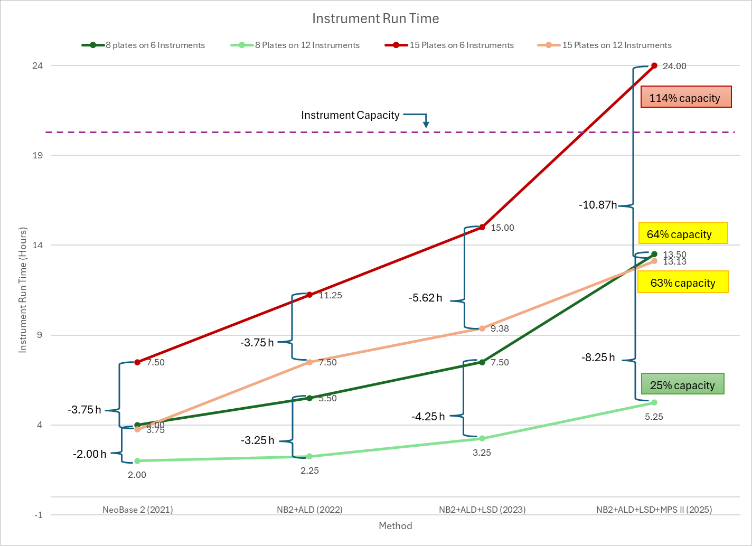 Instrument Run Time
8 plates on 6 Instruments
8 Plates on 12 Instruments
15 Plates on 6 Instruments
15 Plates on 12 Instruments
24
24.00
114% capacity
Instrument Capacity
19
-10.87h
64% capacity
15.00
14
13.50
13.13
63% capacity
-5.62 h
11.25
-3.75 h
9.38
9
-8.25 h
7.50
7.50
7.50
25% capacity
-3.75 h
5.50
-4.25 h
5.25
4
4.00
3.75
-3.25 h
-2.00 h
3.25
2.00
2.25
-1
NeoBase 2 (2021)
NB2+ALD (2022)
NB2+ALD+LSD (2023)
NB2+ALD+LSD+MPS II (2025)
Method
Instrument Run Time (Hours)